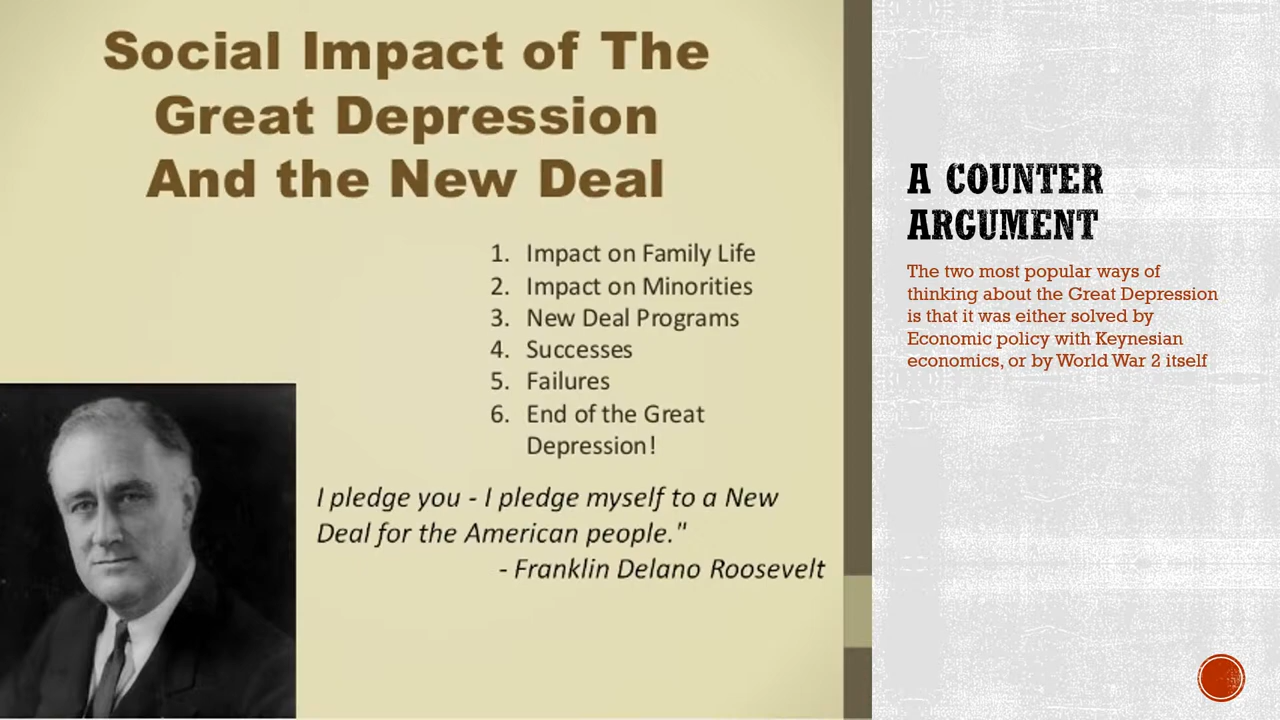 Social Impact of The
Great Depression
And the New Deal
1. Impact on Family Life
2. Impact on Minorities
3. New Deal Programs
4. Successes
5. Failures
6. End of the Great
Depression!
I pledge you - I pledge myself to a New
Deal for the American people."
- Franklin Delano Roosevelt
A COUNTER
ARGUMENT
The two most popular ways of
thinking about the Great Depression
is that it was either solved by
Economic policy with Keynesian
economics, or by World War 2 itself